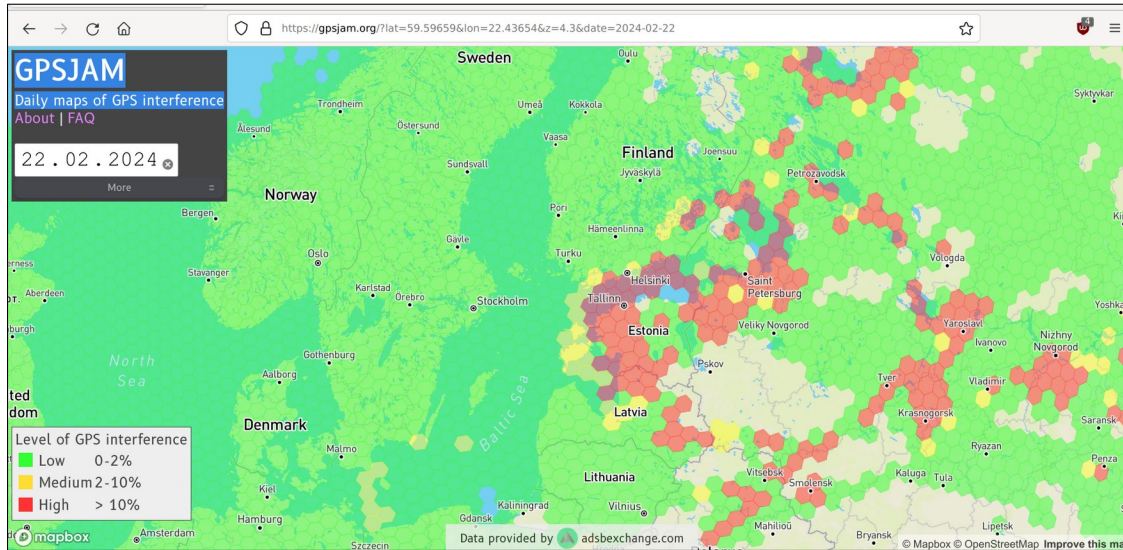 https://gpsjam.org/?lat=59.59659&lon=22.43654&z=4.3&date=2024-02-22
4
GPSJAM
Daily maps of GPS interference
About | FAQ
22.02.2024
More
Sweden
Oulu
Syktyvkar
Trondheim
Umeå
Kokkola
Ålesund
Östersund
Vaasa
Finland
Joensuu
Sundsvall
Jyväskylä
Petrozavodsk
Norway
Bergen
Pori
Hämeenlinna
Gävle
Turku
Oslo
Vologda
Stavanger
Helsinki
Saint
Petersburg
Karlstad
Örebro
Stockholm
Tallinn
Aberdeen
Yoshka
Estonia
Veliky Novgorod
Yaroslavl
Nizhny
Novgorod
Ivanovo
Gothenburg
North
Sea
Pskov
Aalborg
Tver
Vladimir
Baltic Sea
Latvia
Krasnogorsk
Denmark
Saransk
Malmo
Ryazan
Lithuania
Vitsebsk
Smolensk
Kaluga
Tula
Penza
Kiel
Kaliningrad
Vilnius
Gdansk
Hamburg
Mahilioŭ
Lipetsk
Amsterdam
Szczecin
Bryansk
Level of GPS interference
Low 0-2%
Medium 2-10%
High > 10%
mapbox
Data provided by adsbexchange.com
© Mapbox © OpenStreetMap Improve this ma